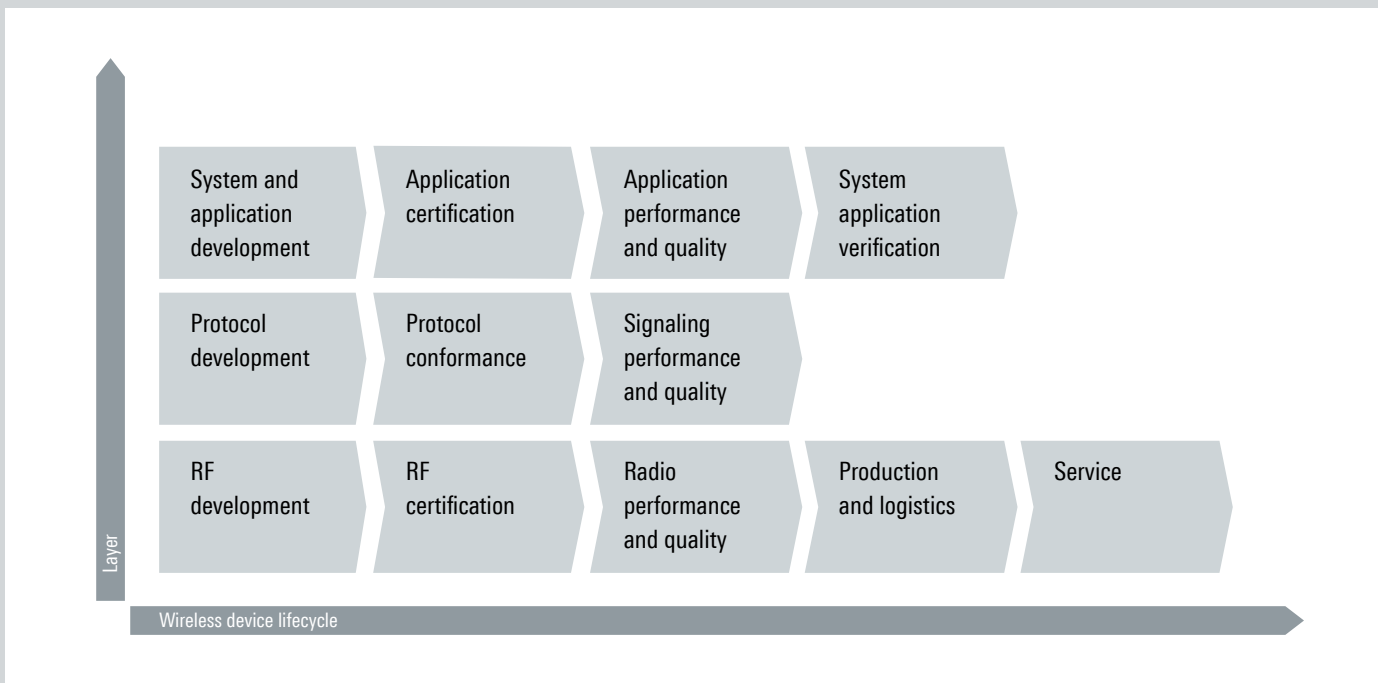 System and
application
development
Application
certification
Application
performance
and quality
System
application
verification
Protocol
development
Protocol
conformance
Signaling
performance
and quality
RF
development
RF
certification
Radio
performance
and quality
Production
and logistics
Service
Layer
Wireless device lifecycle